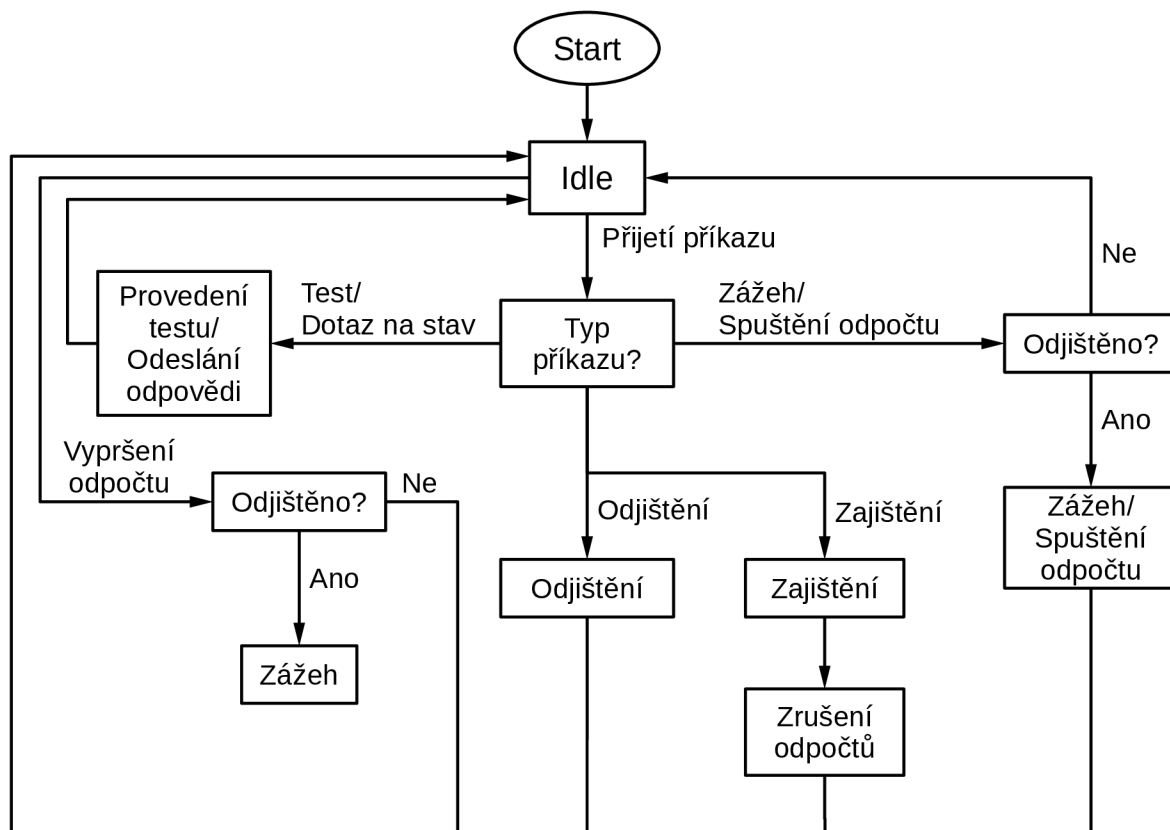 Start
Idle
Přijetí příkazu
Ne
Test/
Dotaz na stav
Zážeh/
Spuštění odpočtu
Provedení
testu/
Odeslání
odpovědi
Typ
příkazu?
Odjištěno?
Ano
Vypršení
odpočtu
Odjištěno?
Ne
Odjištění
Zajištění
Zážeh/
Spuštění
odpočtu
Ano
Odjištění
Zajištění
Zážeh
Zrušení
odpočtů